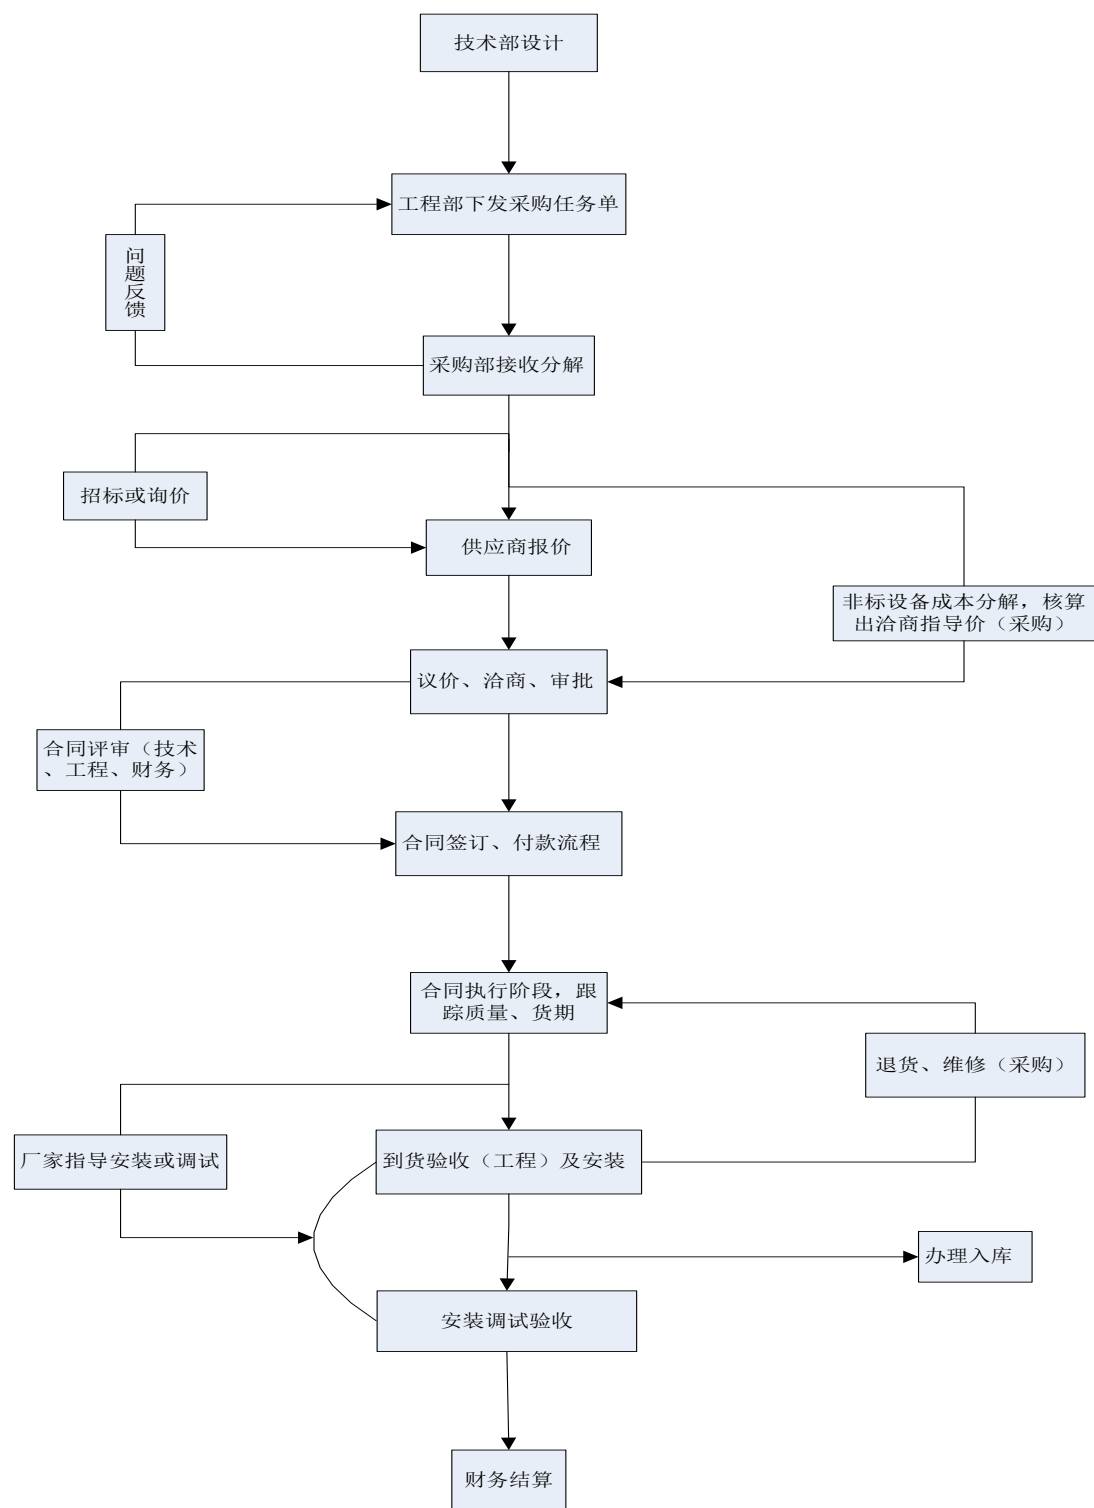 技术部设计
工程部下发采购任务单
问题反馈
采购部接收分解
招标或询价
供应商报价
非标设备成本分解，核算
出洽商指导价（采购）
议价、洽商、审批
合同评审（技术
、工程、财务）
合同签订、付款流程
合同执行阶段，跟
踪质量、货期
退货、维修（采购）
厂家指导安装或调试
到货验收（工程）及安装
办理入库
安装调试验收
财务结算